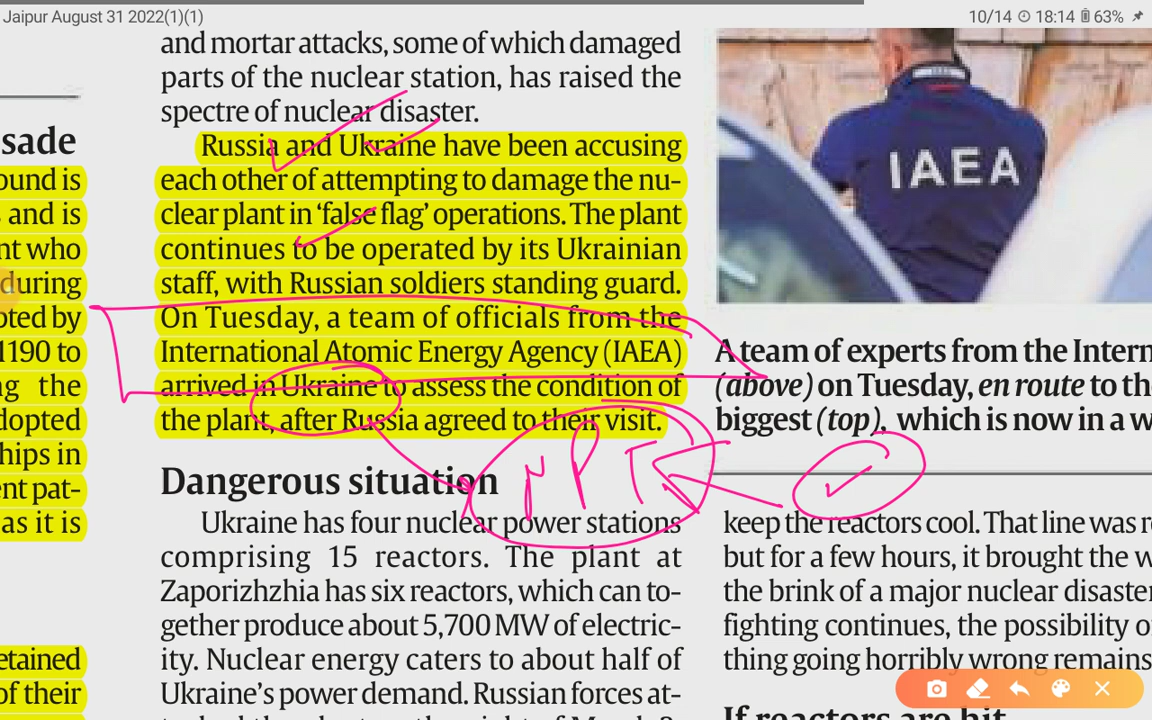 Jaipur August 31 2022(1)(1)
10/14 18:14 63%
sade
ound is
and is
nt who
during
oted by
1190 to
ng the
dopted
hips in
ent pat-
as it is
etained
of their
and mortar attacks, some of which damaged
parts of the nuclear station, has raised the
spectre of nuclear disaster.
Russia and Ukraine have been accusing
each other of attempting to damage the nu-
clear plant in ‘false flag’ operations. The plant
continues to be operated by its Ukrainian
staff, with Russian soldiers standing guard.
On Tuesday, a team of officials from the
International Atomic Energy Agency (IAEA)
arrived in Ukraine to assess the condition of
the plant, after Russia agreed to their visit.
NPT
Dangerous situation
Ukraine has four nuclear power stations
comprising 15 reactors. The plant at
Zaporizhzhia has six reactors, which can to-
gether produce about 5,700 MW of electric-
ity. Nuclear energy caters to about half of
Ukraine’s power demand. Russian forces at-
IAEA
A team of experts from the Intern
(above) on Tuesday, en route to th
biggest (top), which is now in a w
keep the reactors cool. That line was r
but for a few hours, it brought the w
the brink of a major nuclear disaster
fighting continues, the possibility o
thing going horribly wrong remains
If reactors are hit